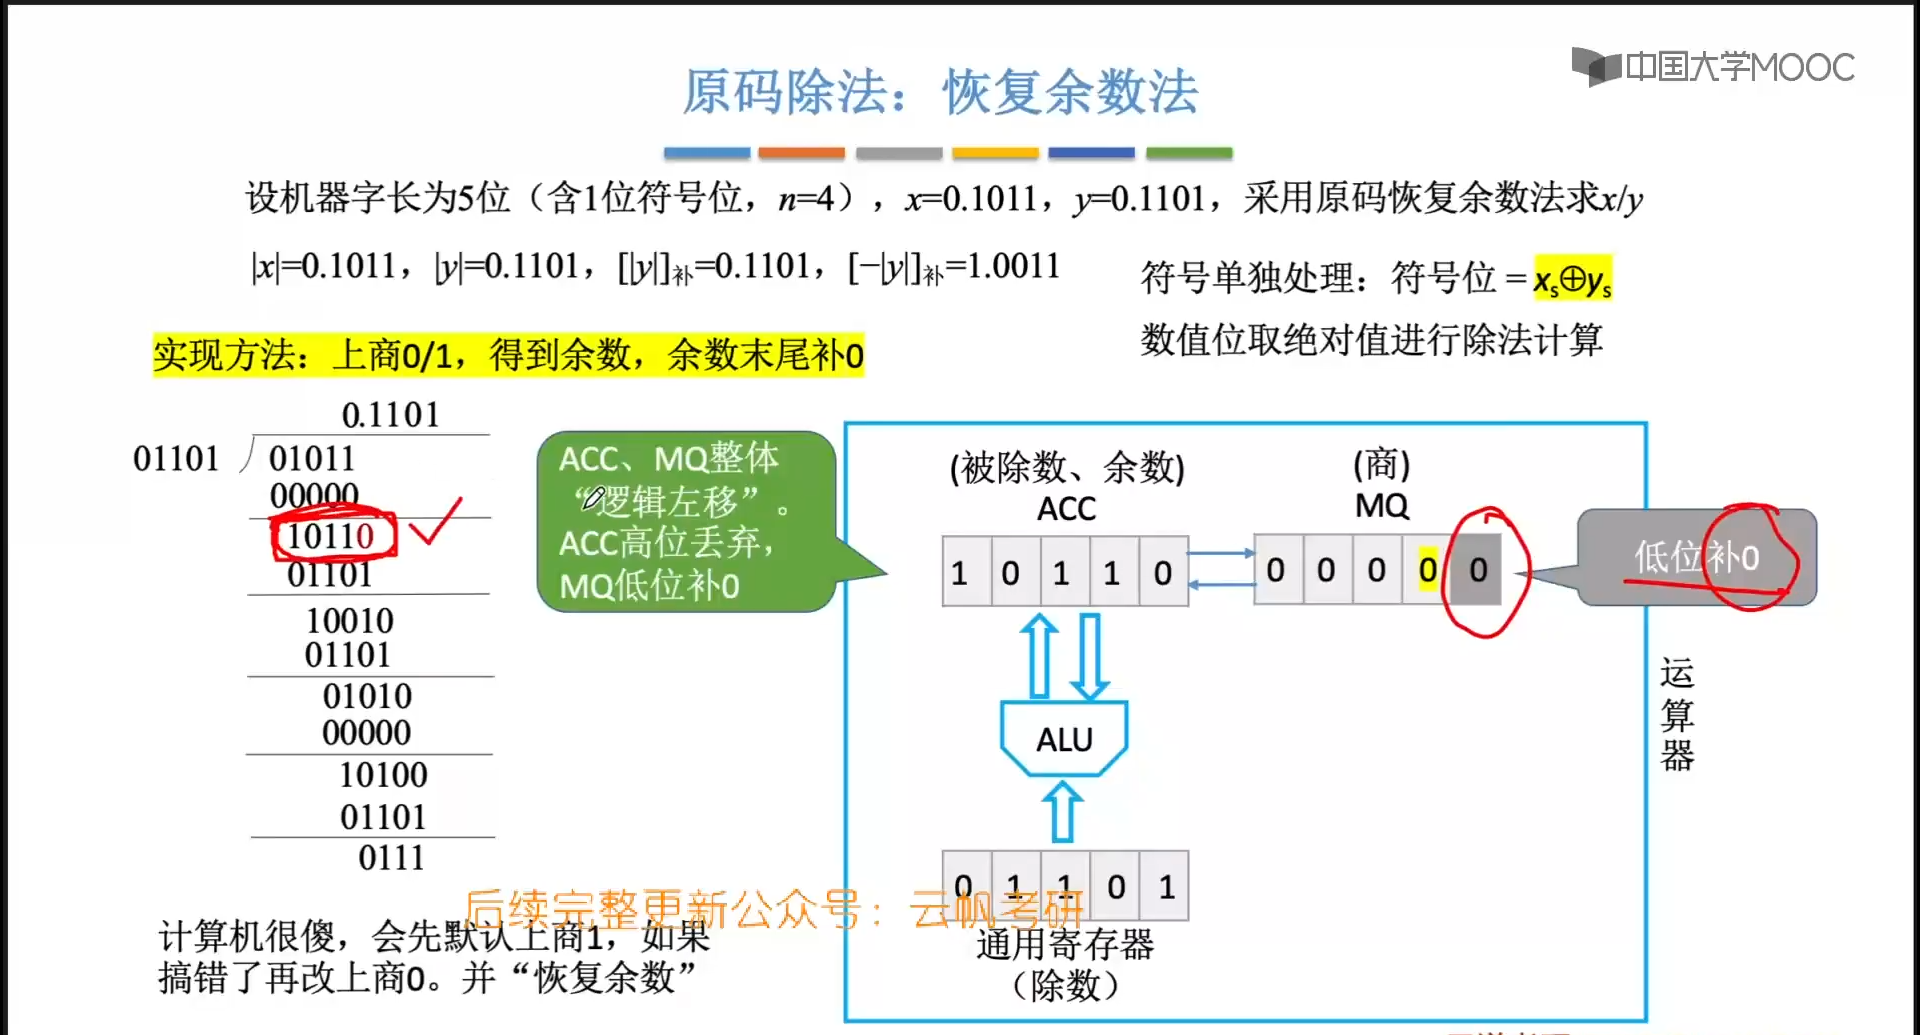 中国大学MOOC
原码除法：恢复余数法
设机器字长为5位（含1位符号位，n=4），x=0.1011，y=0.1101，采用原码恢复余数法求x/y
|x|=0.1011，|y|=0.1101，[|y|]补=0.1101，[−|y|]补=1.0011
符号单独处理：符号位 = xs⊕ys
数值位取绝对值进行除法计算
实现方法：上商0/1，得到余数，余数末尾补0
0.1101
01101 01011
00000
10110
01101
10010
01101
01010
00000
10100
01101
0111
ACC、MQ整体
“逻辑左移”。
ACC高位丢弃，
MQ低位补0
(被除数、余数)
ACC
(商)
MQ
1 0 1 1 0
0 0 0 0 0
低位补0
ALU
0 1 1 0 1
通用寄存器
（除数）
运算器
计算机很傻，会先默认上商1，如果
搞错了再改上商0。并“恢复余数”
后续完整更新公众号：云帆考研